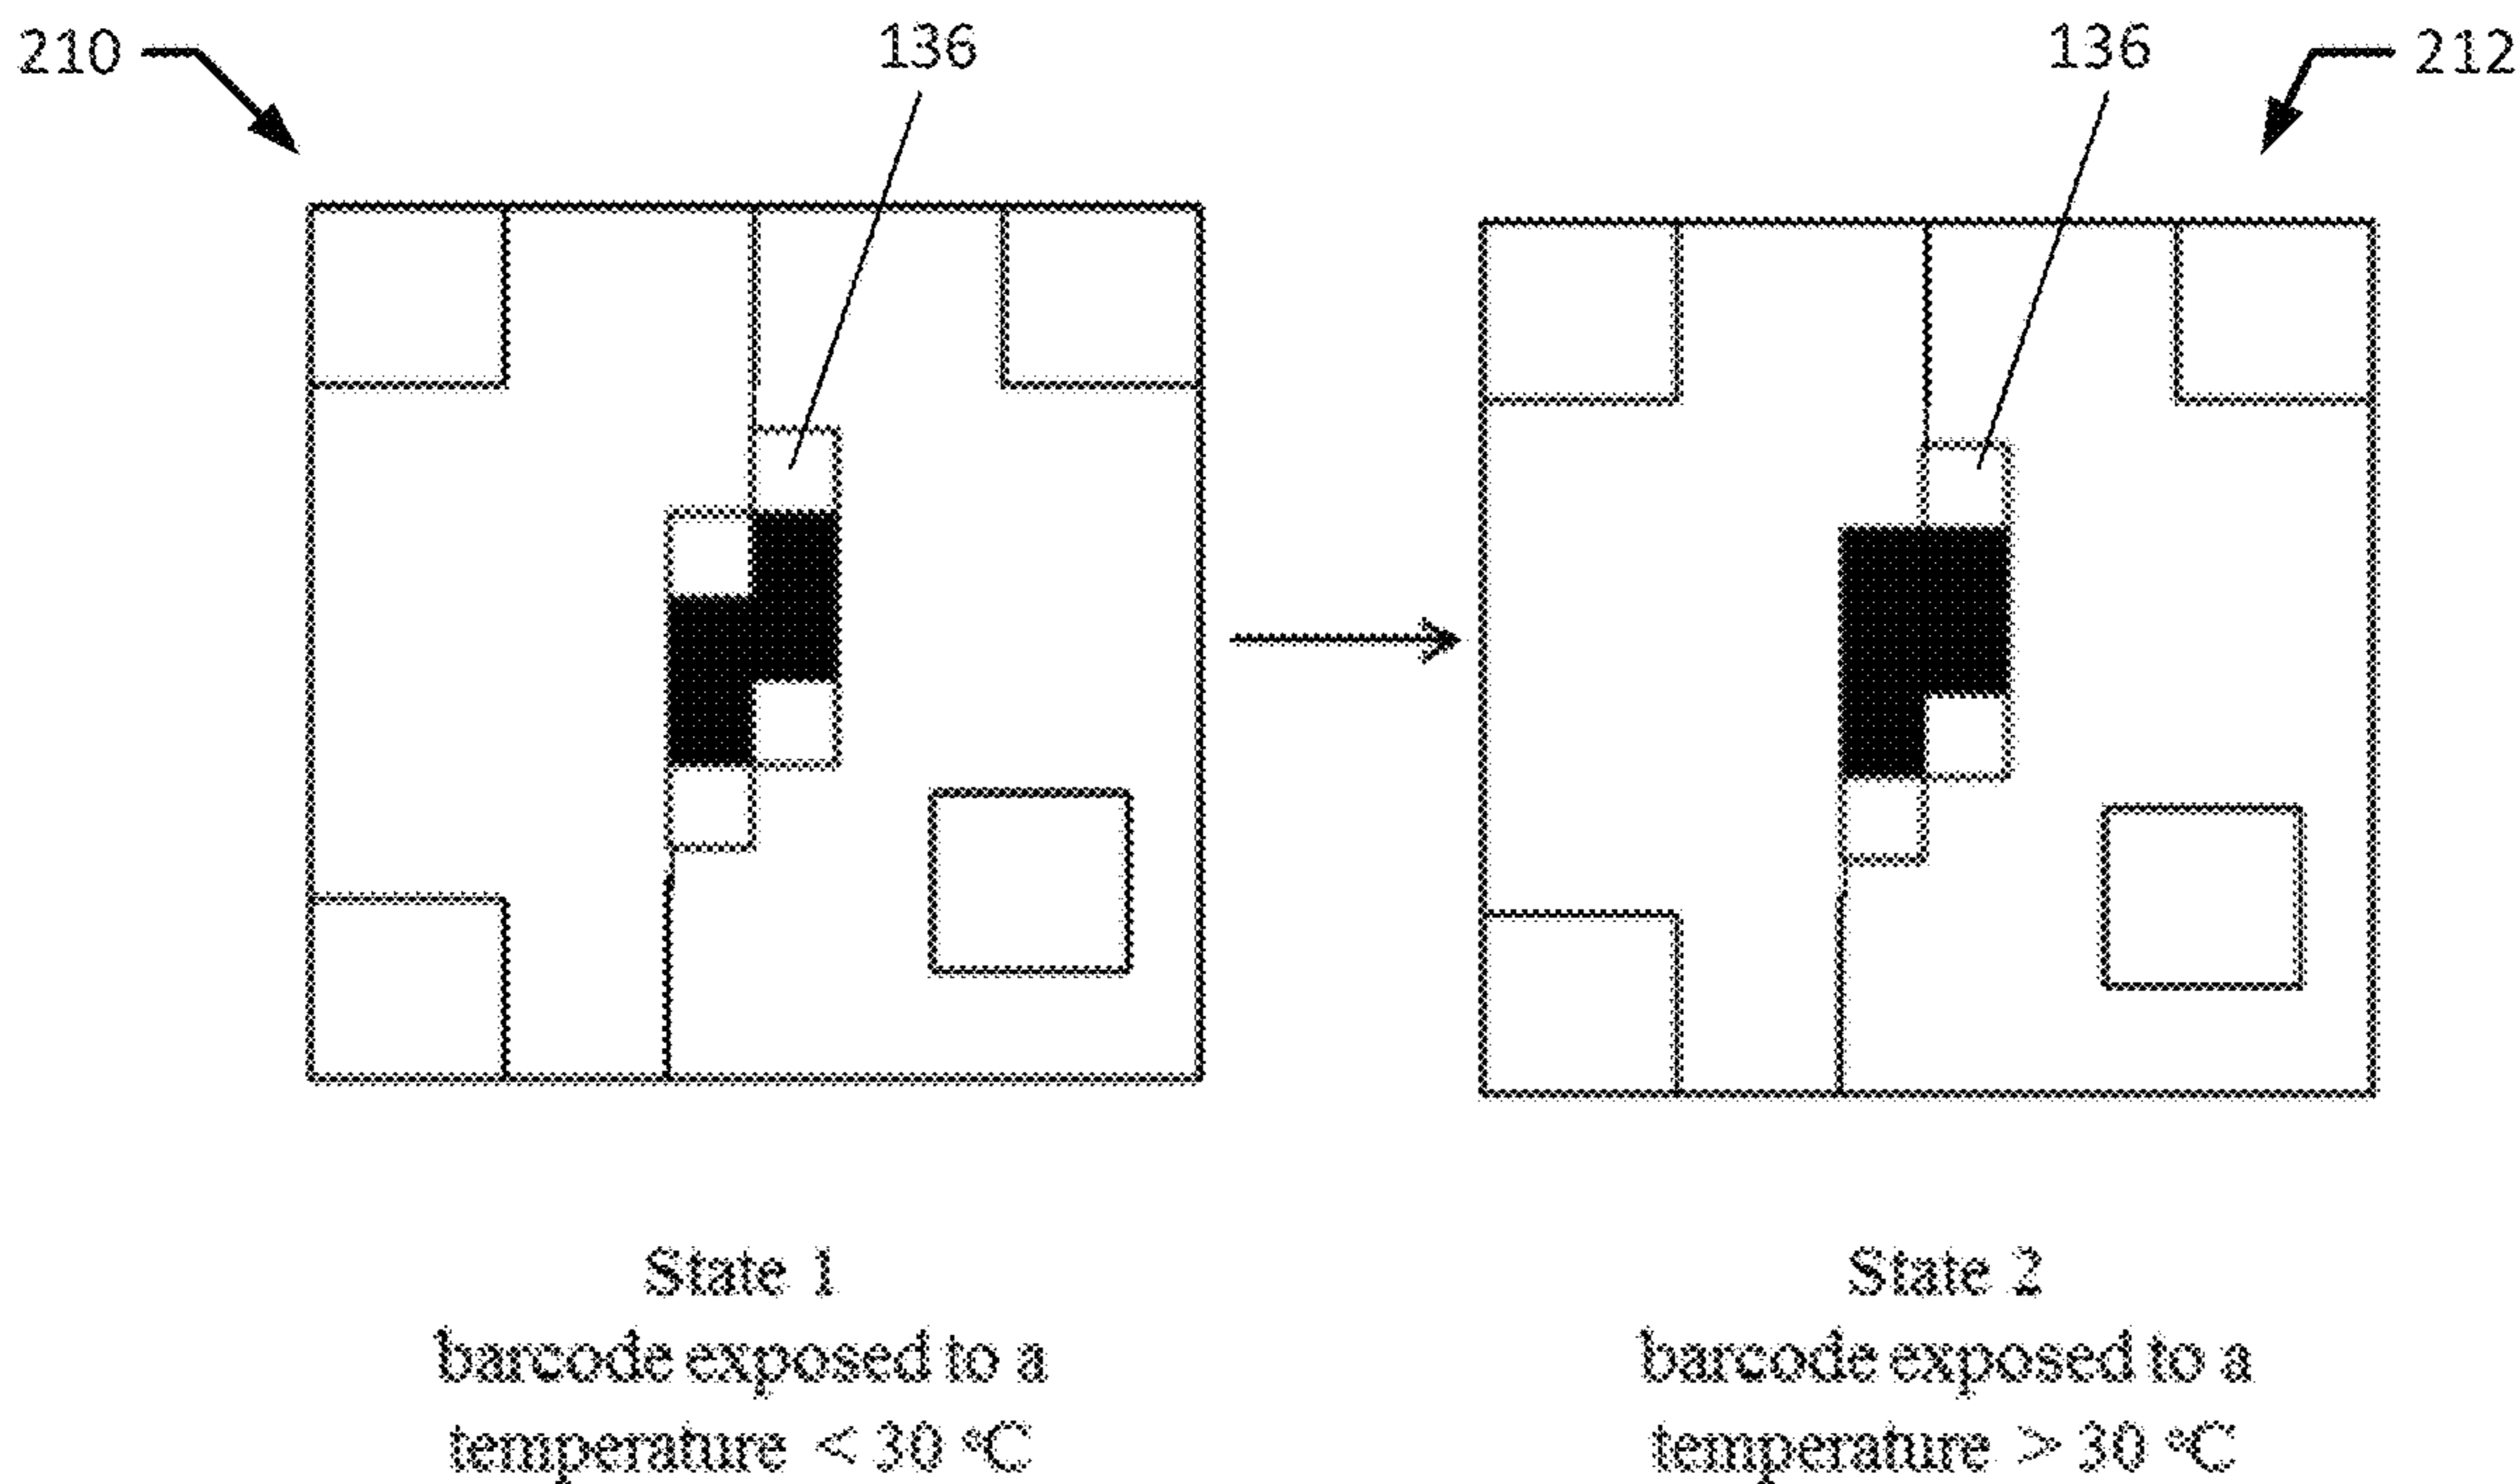 210
136
136
212
State 1
barcode exposed to a
temperature < 30 °C
State 2
barcode exposed to a
temperature > 30 °C